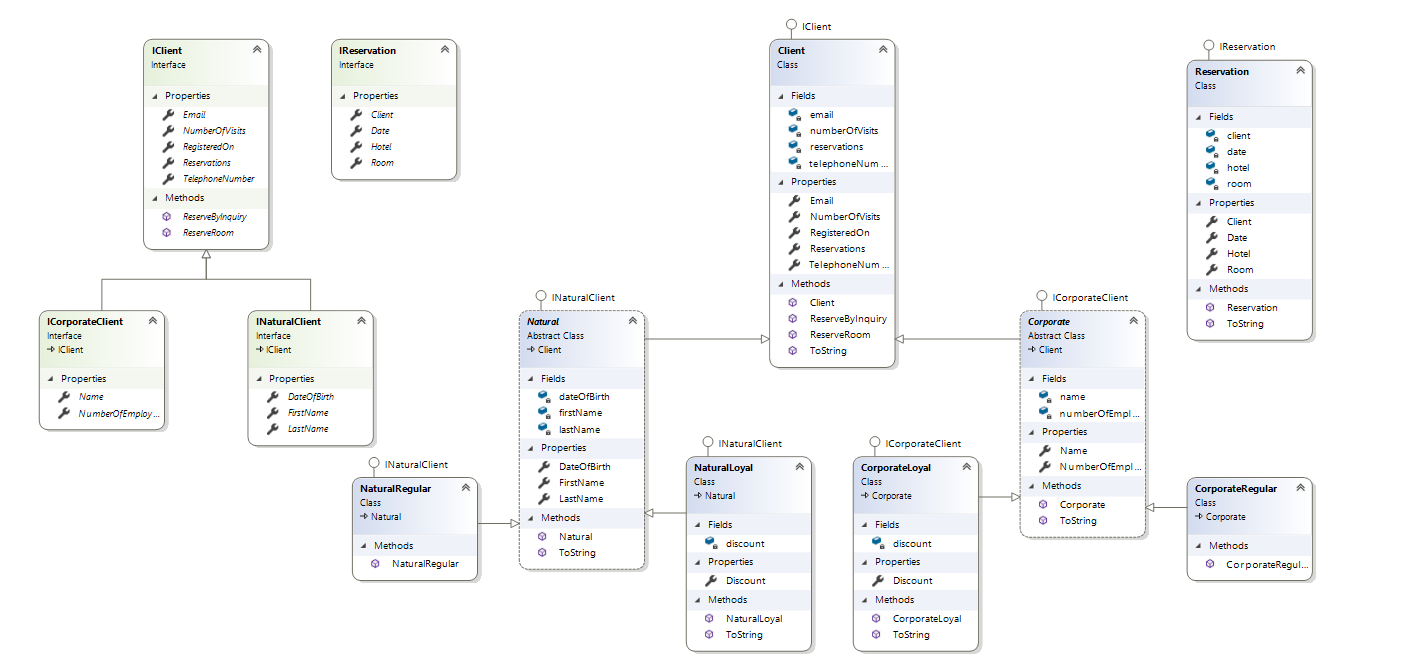 IClient
Interface
Properties
Email
NumberOfVisits
RegisteredOn
Reservations
TelephoneNumber
Methods
ReserveByInquiry
ReserveRoom
IReservation
Interface
Properties
Client
Date
Hotel
Room
IClient
Client
Class
Fields
email
numberOfVisits
reservations
telephoneNum ...
Properties
Email
NumberOfVisits
RegisteredOn
Reservations
TelephoneNum ...
Methods
Client
ReserveByInquiry
ReserveRoom
ToString
IReservation
Reservation
Class
Fields
client
date
hotel
room
Properties
Client
Date
Hotel
Room
Methods
Reservation
ToString
ICorporateClient
Interface
IClient
Properties
Name
NumberOfEmploy...
INaturalClient
Interface
IClient
Properties
DateOfBirth
FirstName
LastName
INaturalClient
Natural
Abstract Class
Client
Fields
dateOfBirth
firstName
lastName
Properties
DateOfBirth
FirstName
LastName
Methods
Natural
ToString
ICorporateClient
Corporate
Abstract Class
Client
Fields
name
numberOfEmpl...
Properties
Name
NumberOfEmpl...
Methods
Corporate
ToString
INaturalClient
NaturalRegular
Class
Natural
Methods
NaturalRegular
INaturalClient
NaturalLoyal
Class
Natural
Fields
discount
Properties
Discount
Methods
NaturalLoyal
ToString
ICorporateClient
CorporateLoyal
Class
Corporate
Fields
discount
Properties
Discount
Methods
CorporateLoyal
ToString
CorporateRegular
Class
Corporate
Methods
CorporateRegul...